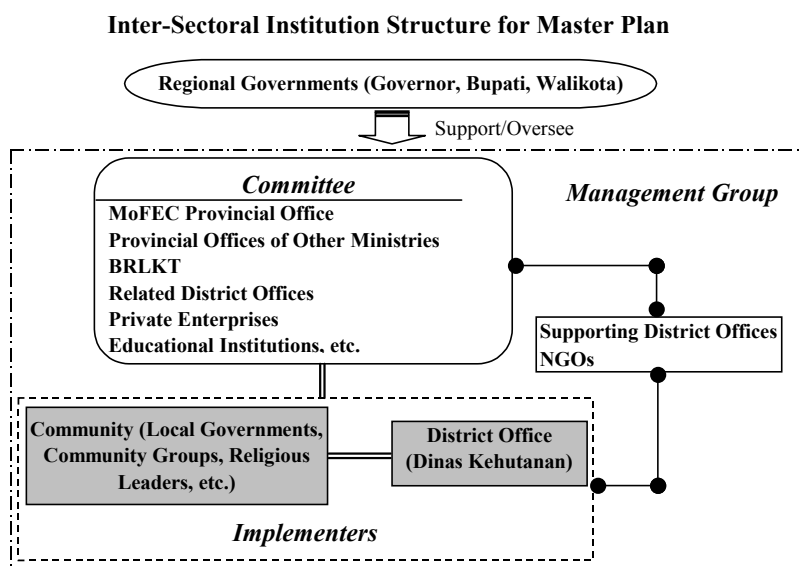 Inter-Sectoral Institution Structure for Master Plan
Regional Governments (Governor, Bupati, Walikota)
Support/Oversee
Committee
MoFEC Provincial Office
Provincial Offices of Other Ministries
BRLKT
Related District Offices
Private Enterprises
Educational Institutions, etc.
Management Group
Supporting District Offices
NGOs
Community (Local Governments,
Community Groups, Religious
Leaders, etc.)
District Office
(Dinas Kehutanan)
Implementers